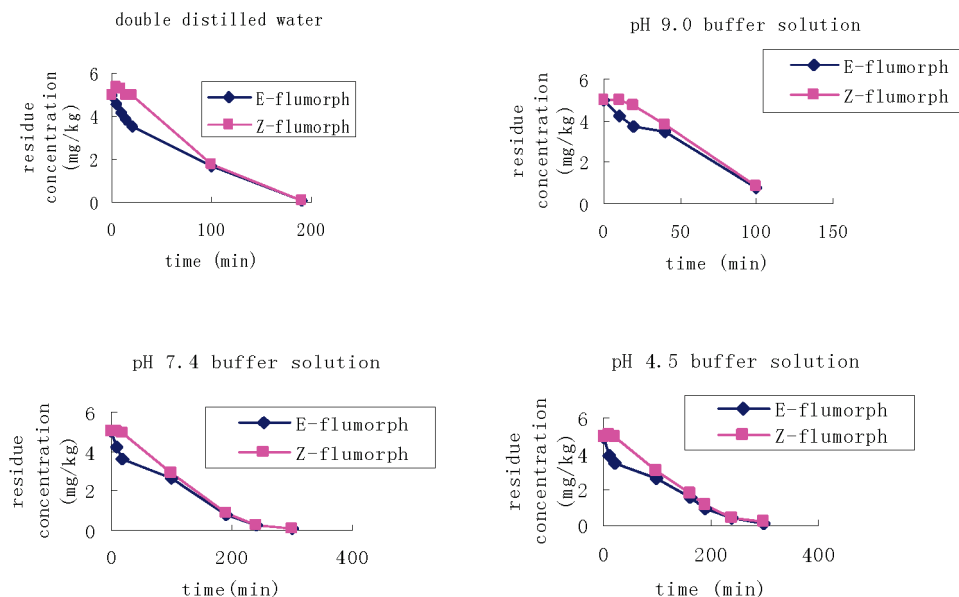 double distilled water
6
4
2
0
residue
concentration
(mg/kg)
E-flumorph
Z-flumorph
0 100 200
time (min)
pH 9.0 buffer solution
6
4
2
0
residue
concentration
(mg/kg)
E-flumorph
Z-flumorph
0 50 100 150
time (min)
pH 7.4 buffer solution
6
4
2
0
residue
concentration
(mg/kg)
E-flumorph
Z-flumorph
0 200 400
time(min)
pH 4.5 buffer solution
6
4
2
0
residue
concentration
(mg/kg)
E-flumorph
Z-flumorph
0 200 400
time (min)